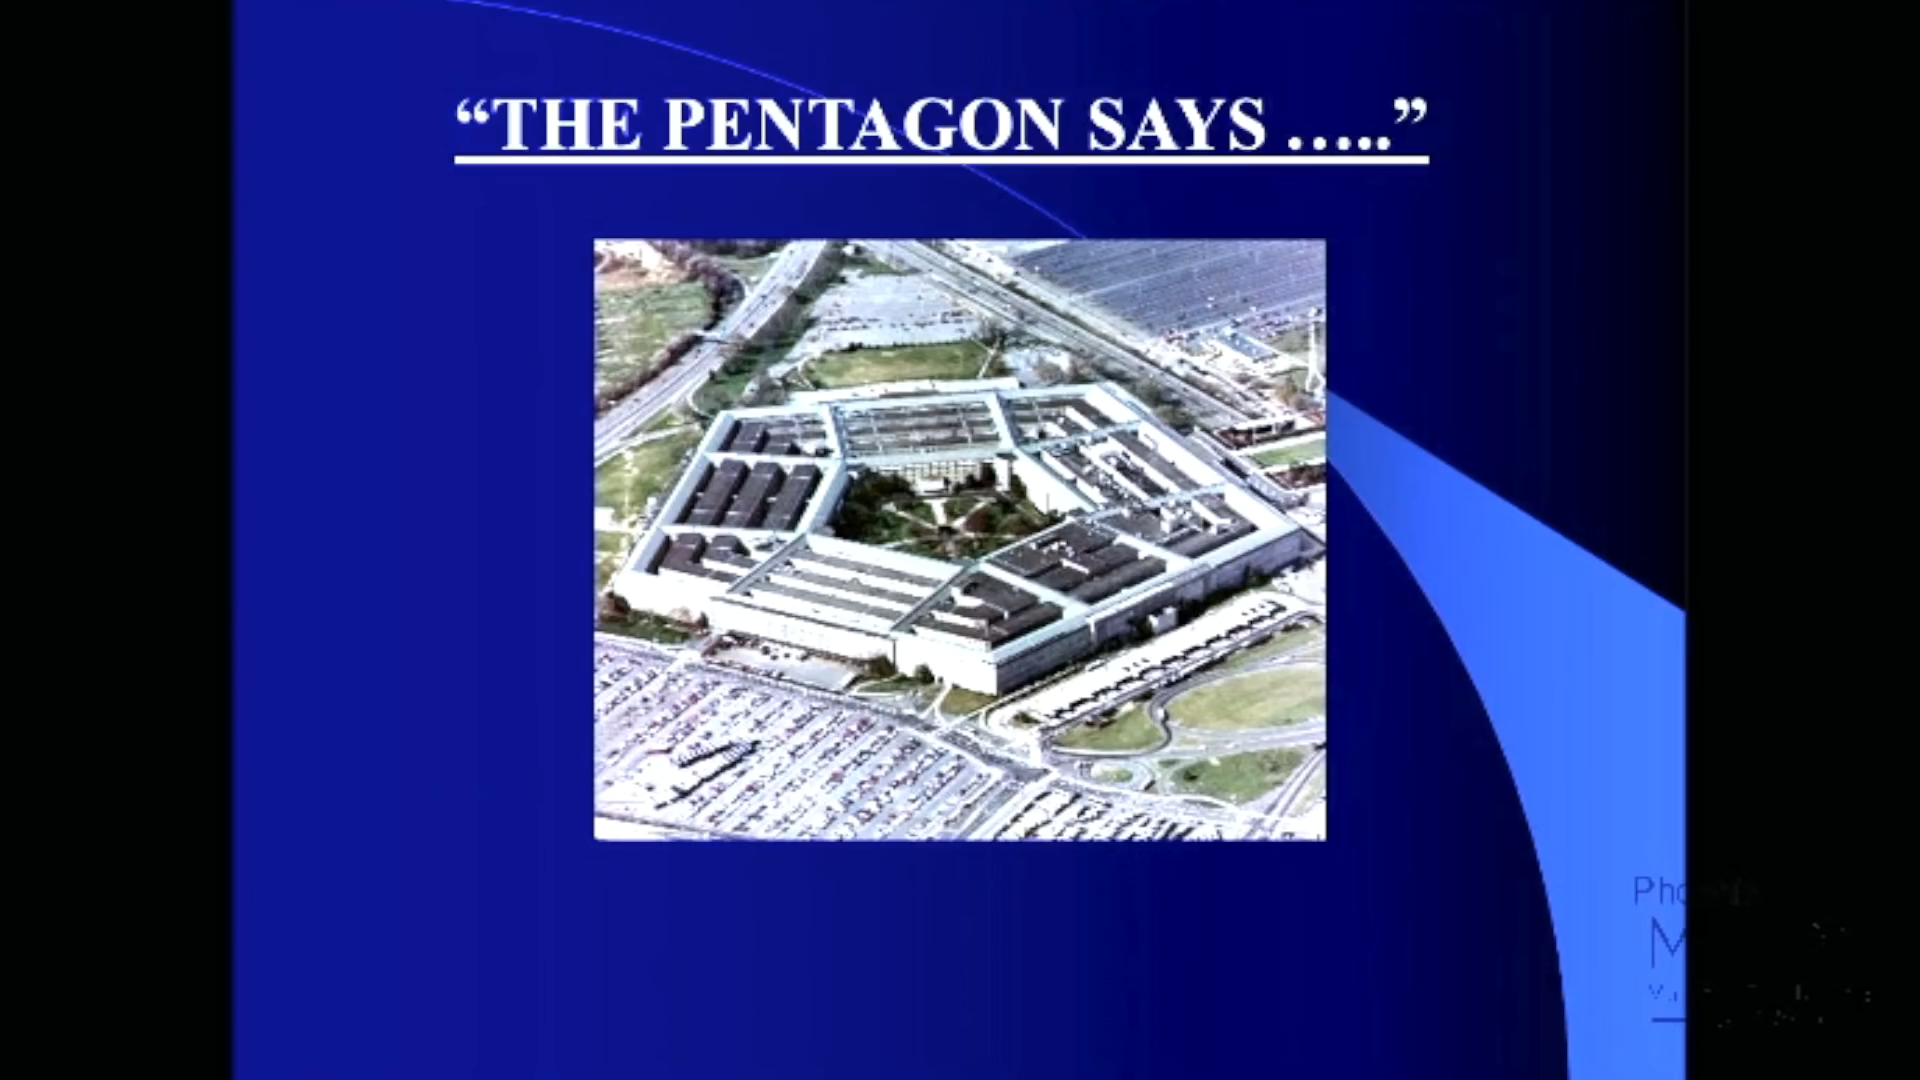 “THE PENTAGON SAYS …..”